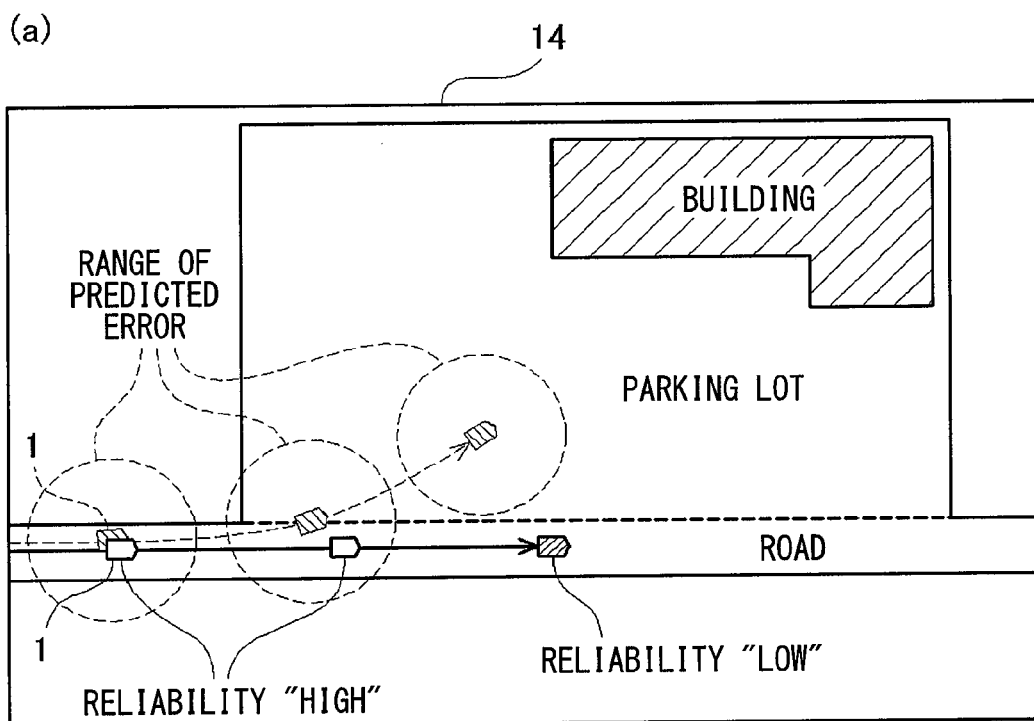 (a)
14
BUILDING
RANGE OF
PREDICTED
ERROR
PARKING LOT
1
ROAD
1
RELIABILITY "LOW"
RELIABILITY "HIGH"